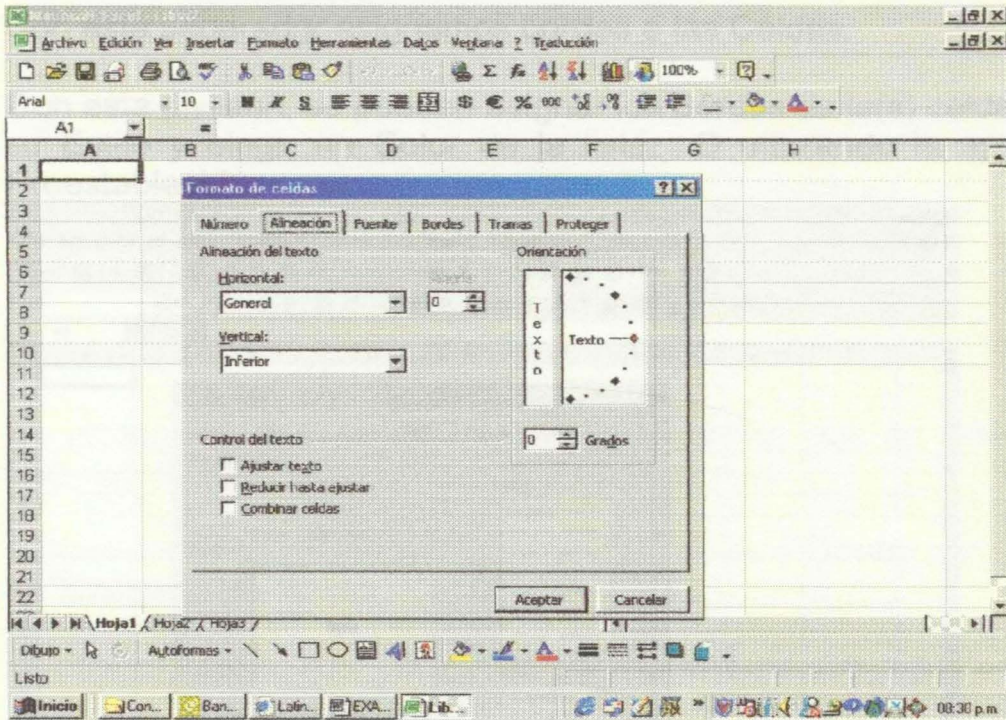 Archivo Edición Ver Insertar Formato Herramientas Datos Ventana ? Traducción
100%
Arial 10 N K S $ € % 000
A1 =
A B C D E F G H I
1
2
3
4
5
6
7
8
9
10
11
12
13
14
15
16
17
18
19
20
21
22
Formato de celdas
Número Alineación Fuente Bordes Tramas Proteger
Alineación del texto
Horizontal:
General
0
Vertical:
Inferior
Orientación
Texto
Texto
0 Grados
Control del texto
Ajustar texto
Reducir hasta ajustar
Combinar celdas
Aceptar Cancelar
Hoja1 Hoja2 Hoja3
Dibujo Autoformas
Listo
Inicio Con... Ban... Latin... EXA... Lib... 08:30 p.m.